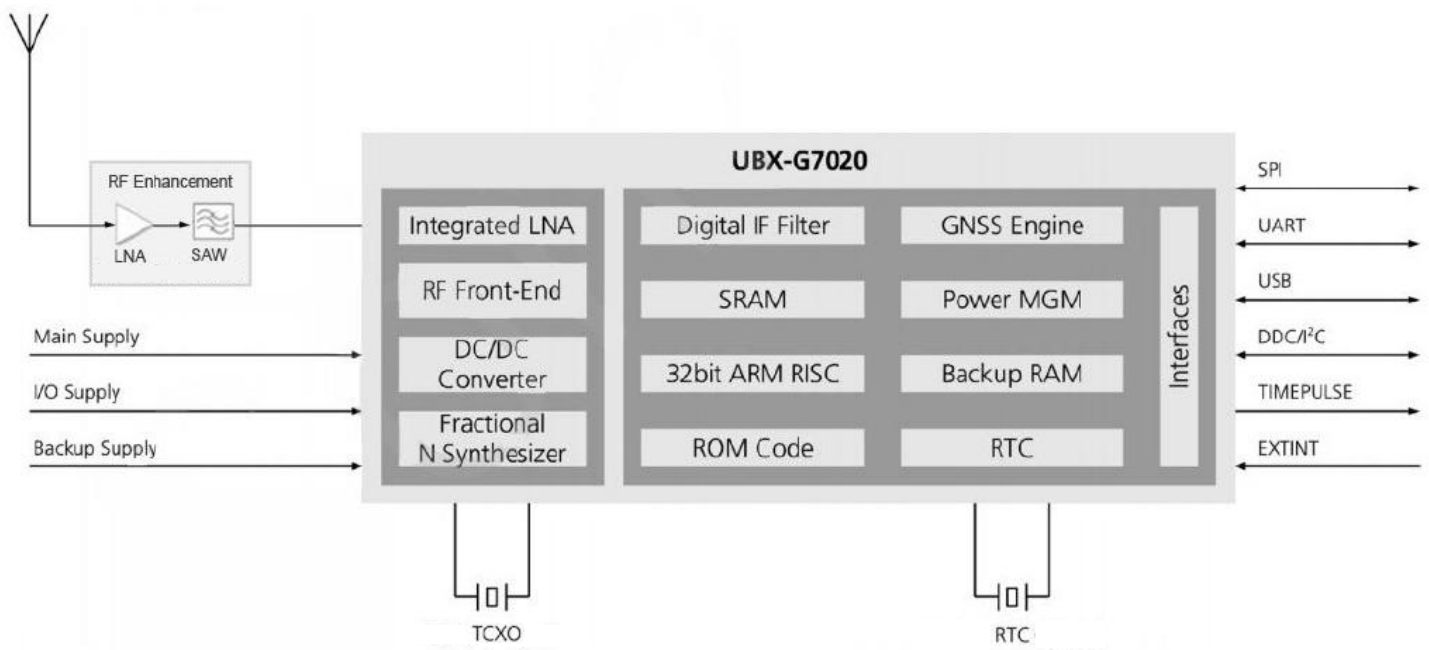 UBX-G7020
RF Enhancement
LNA
SAW
Main Supply
I/O Supply
Backup Supply
Integrated LNA
RF Front-End
DC/DC
Converter
Fractional
N Synthesizer
Digital IF Filter
GNSS Engine
SRAM
Power MGM
32bit ARM RISC
Backup RAM
ROM Code
RTC
Interfaces
SPI
UART
USB
DDC/I²C
TIMEPULSE
EXTINT
TCXO
RTC